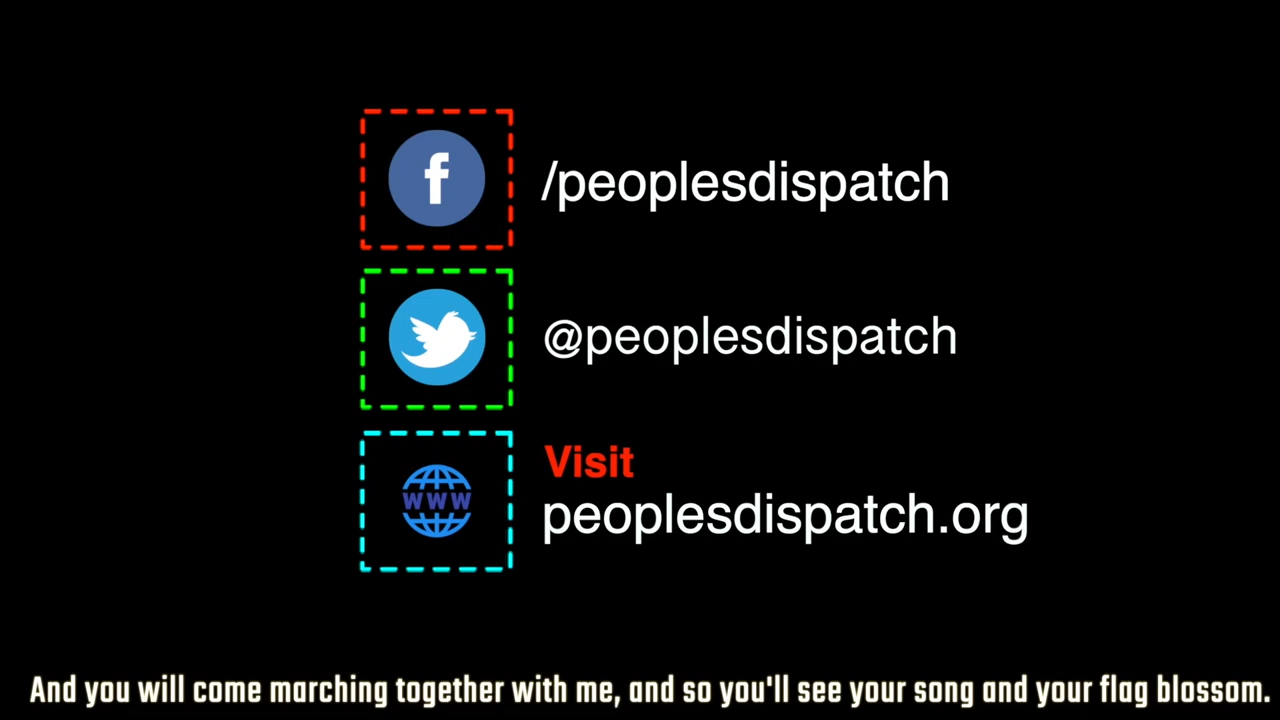 f
/peoplesdispatch
@peoplesdispatch
Visit
www
peoplesdispatch.org
And you will come marching together with me, and so you'll see your song and your flag blossom.